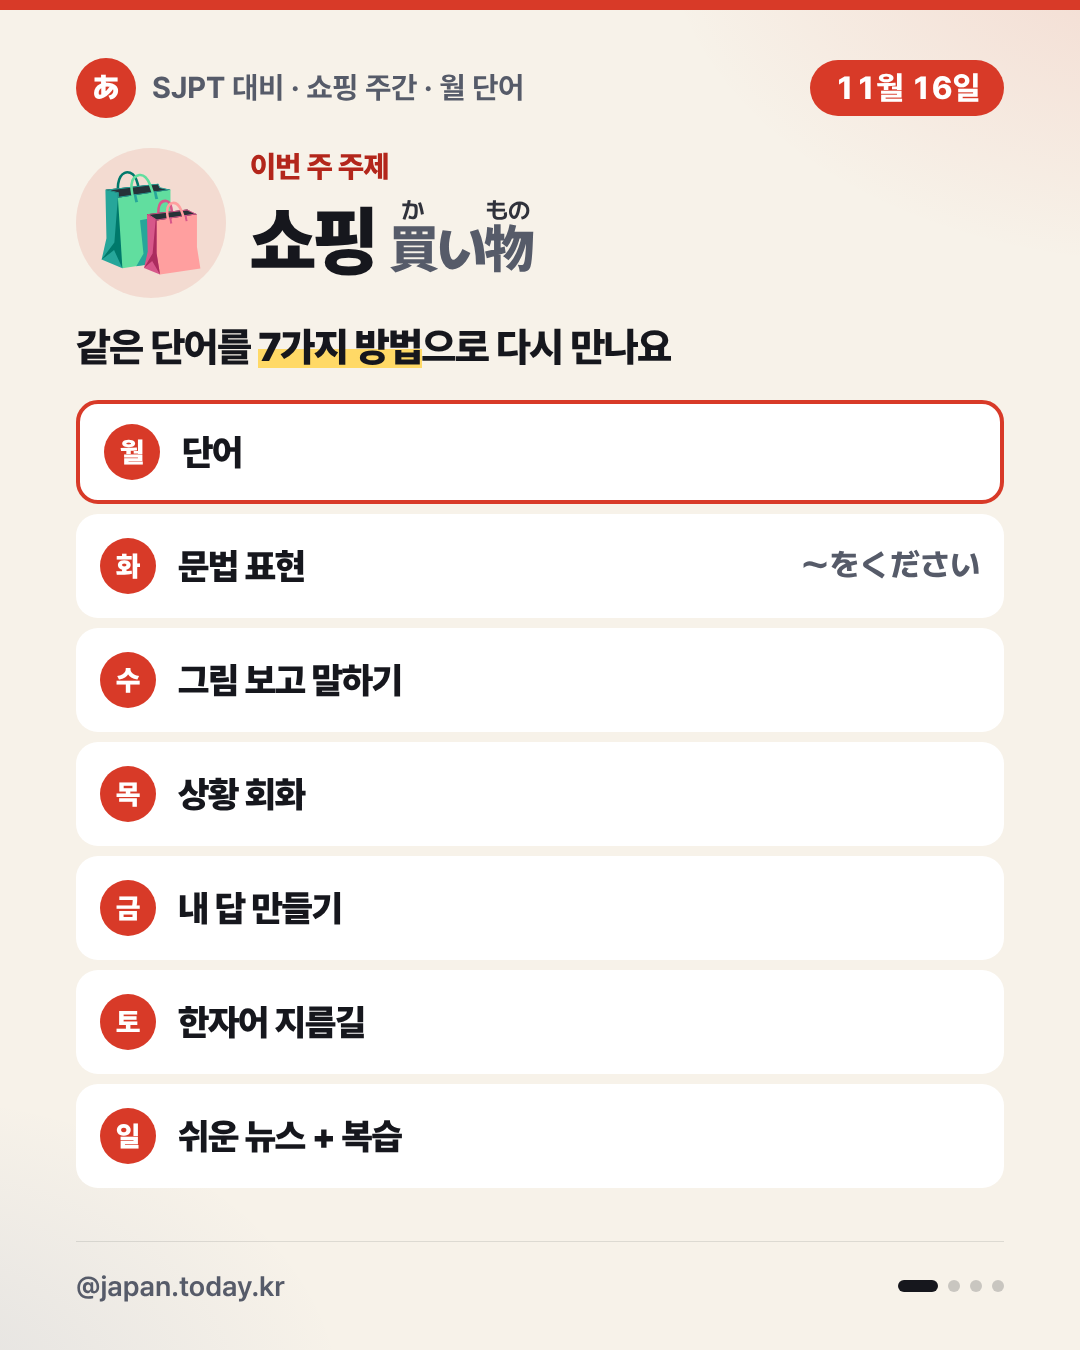 あ SJPT 대비 · 쇼핑 주간 · 월 단어
11월 16일
이번 주 주제
か もの
쇼핑 買い物
같은 단어를 7가지 방법으로 다시 만나요
월 단어
화 문법 표현 ~をください
수 그림 보고 말하기
목 상황 회화
금 내 답 만들기
토 한자어 지름길
일 쉬운 뉴스 + 복습
@japan.today.kr